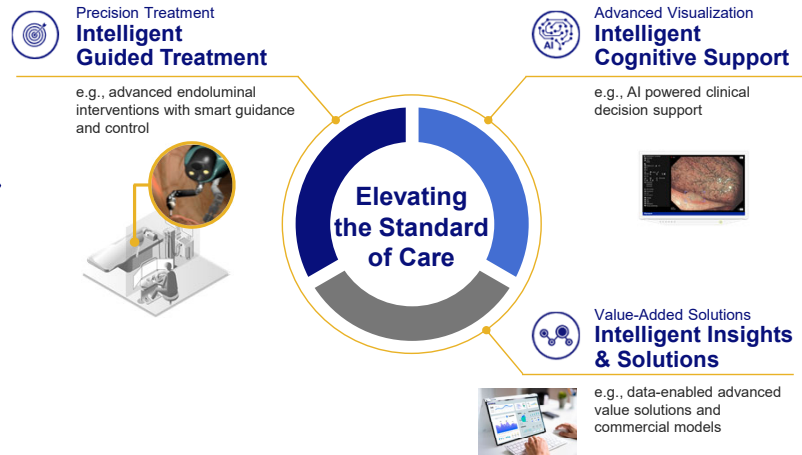 Precision Treatment
Intelligent
Guided Treatment
e.g., advanced endoluminal
interventions with smart guidance
and control
Advanced Visualization
Intelligent
Cognitive Support
e.g., AI powered clinical
decision support
AI
Elevating
the Standard
of Care
Value-Added Solutions
Intelligent Insights
& Solutions
e.g., data-enabled advanced
value solutions and
commercial models